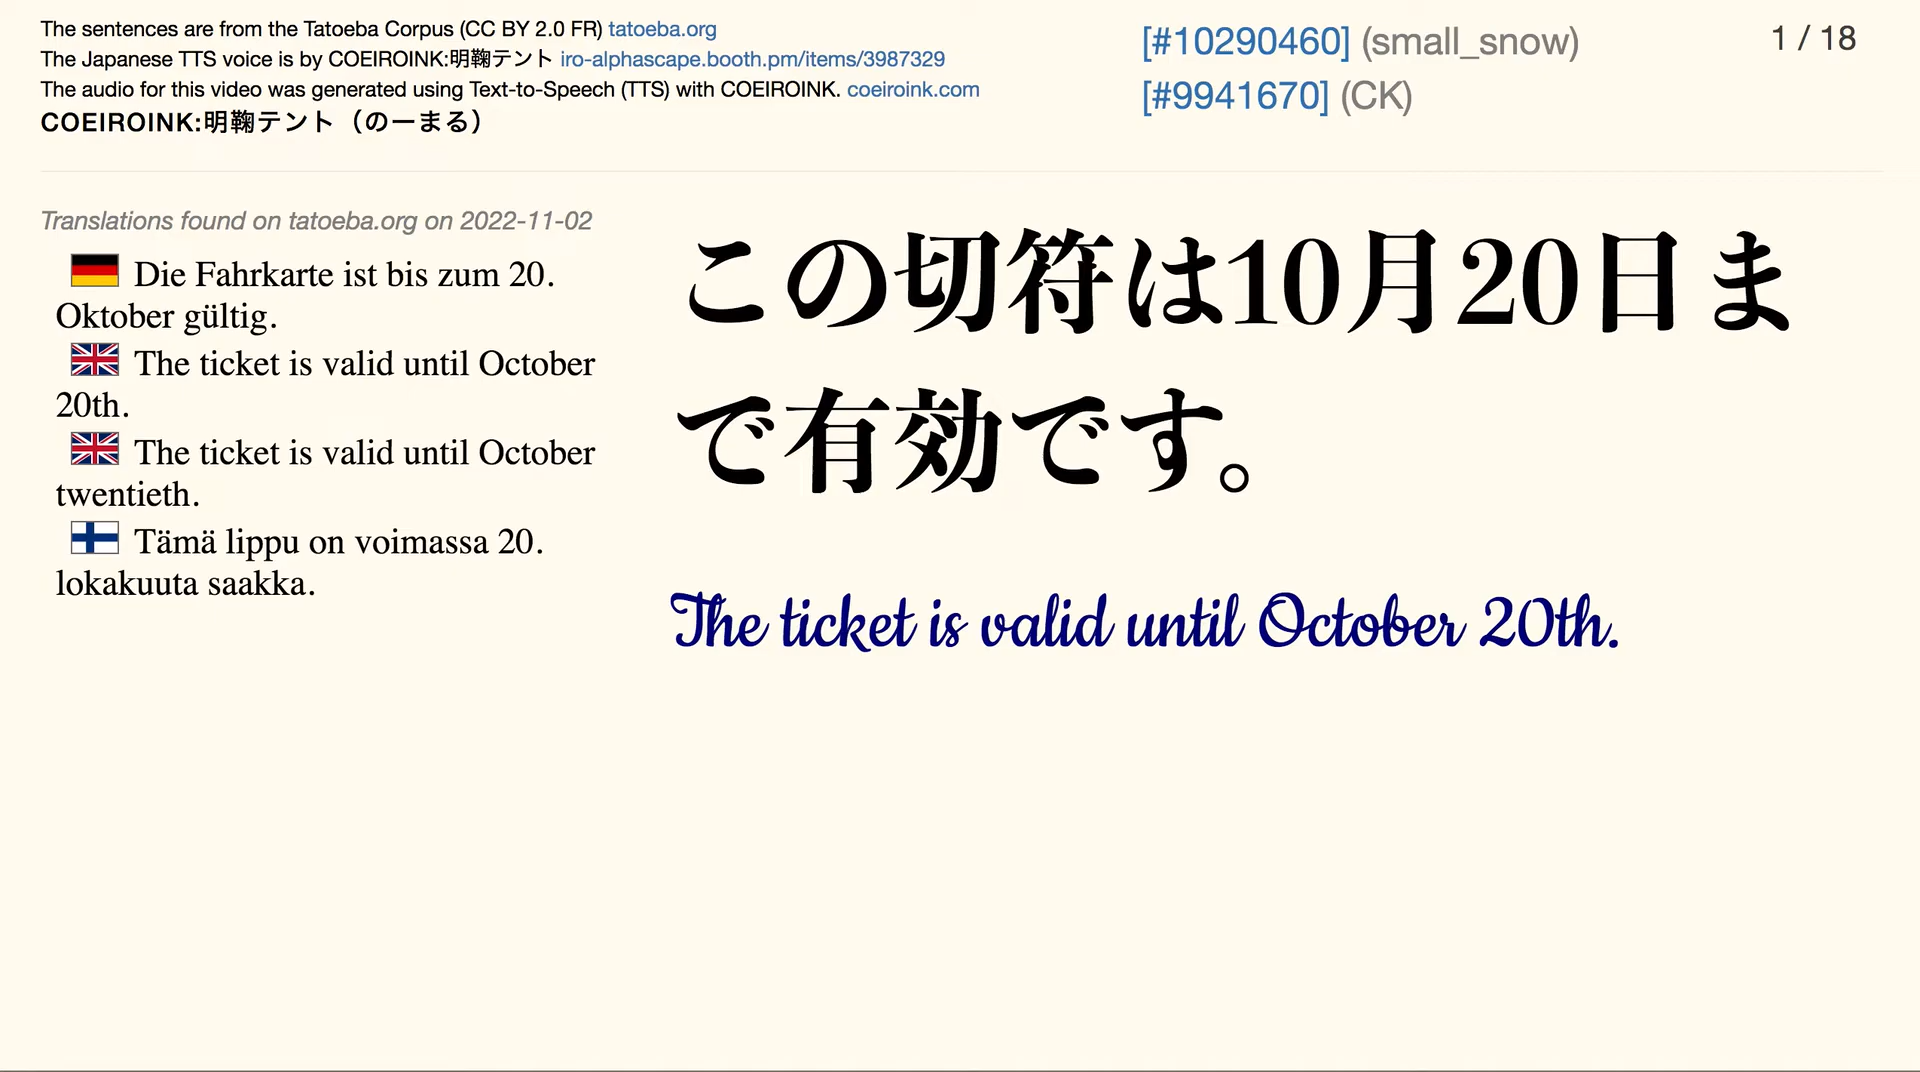 The sentences are from the Tatoeba Corpus (CC BY 2.0 FR) tatoeba.org
The Japanese TTS voice is by COEIROINK:明鞠テント iro-alphascape.booth.pm/items/3987329
The audio for this video was generated using Text-to-Speech (TTS) with COEIROINK. coeiroink.com
COEIROINK:明鞠テント（のーまる）
[#10290460] (small_snow)
[#9941670] (CK)
1 / 18
Translations found on tatoeba.org on 2022-11-02
Die Fahrkarte ist bis zum 20.
Oktober gültig.
The ticket is valid until October
20th.
The ticket is valid until October
twentieth.
Tämä lippu on voimassa 20.
lokakuuta saakka.
この切符は10月20日ま
で有効です。
The ticket is valid until October 20th.